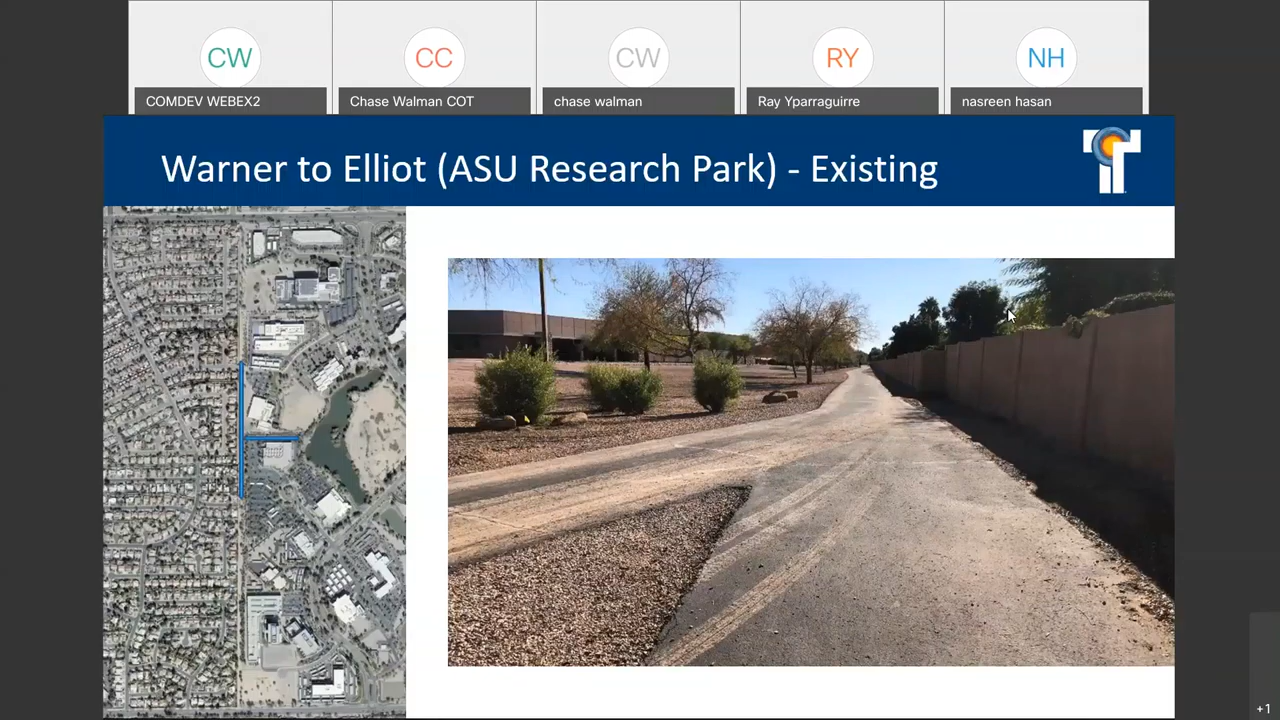 CW
CC
CW
RY
NH
COMDEV WEBEX2
Chase Walman COT
chase walman
Ray Yparraguirre
nasreen hasan
Warner to Elliot (ASU Research Park) - Existing
+1